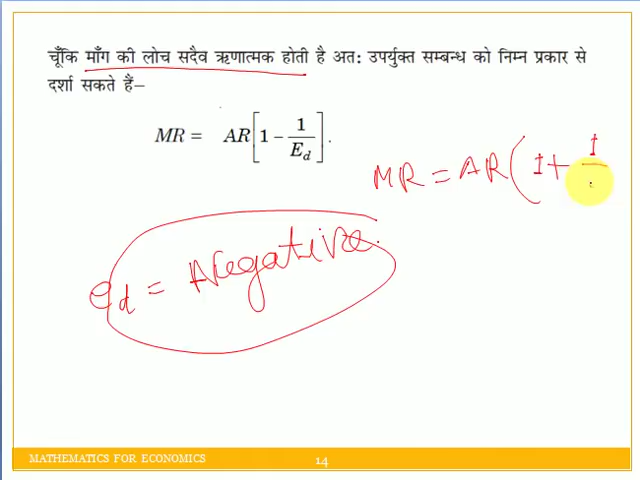 चूँकि माँग की लोच सदैव ऋणात्मक होती है अत: उपर्युक्त सम्बन्ध को निम्न प्रकार से
दर्शा सकते हैं–
MR = AR[1 − 1/E_d].
MR = AR(1+ 1
e_d = Negative.
MATHEMATICS FOR ECONOMICS 14